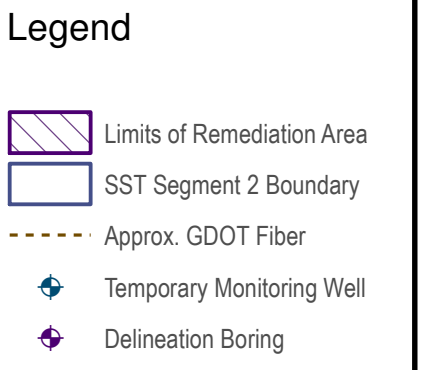 Legend
Limits of Remediation Area
SST Segment 2 Boundary
Approx. GDOT Fiber
Temporary Monitoring Well
Delineation Boring